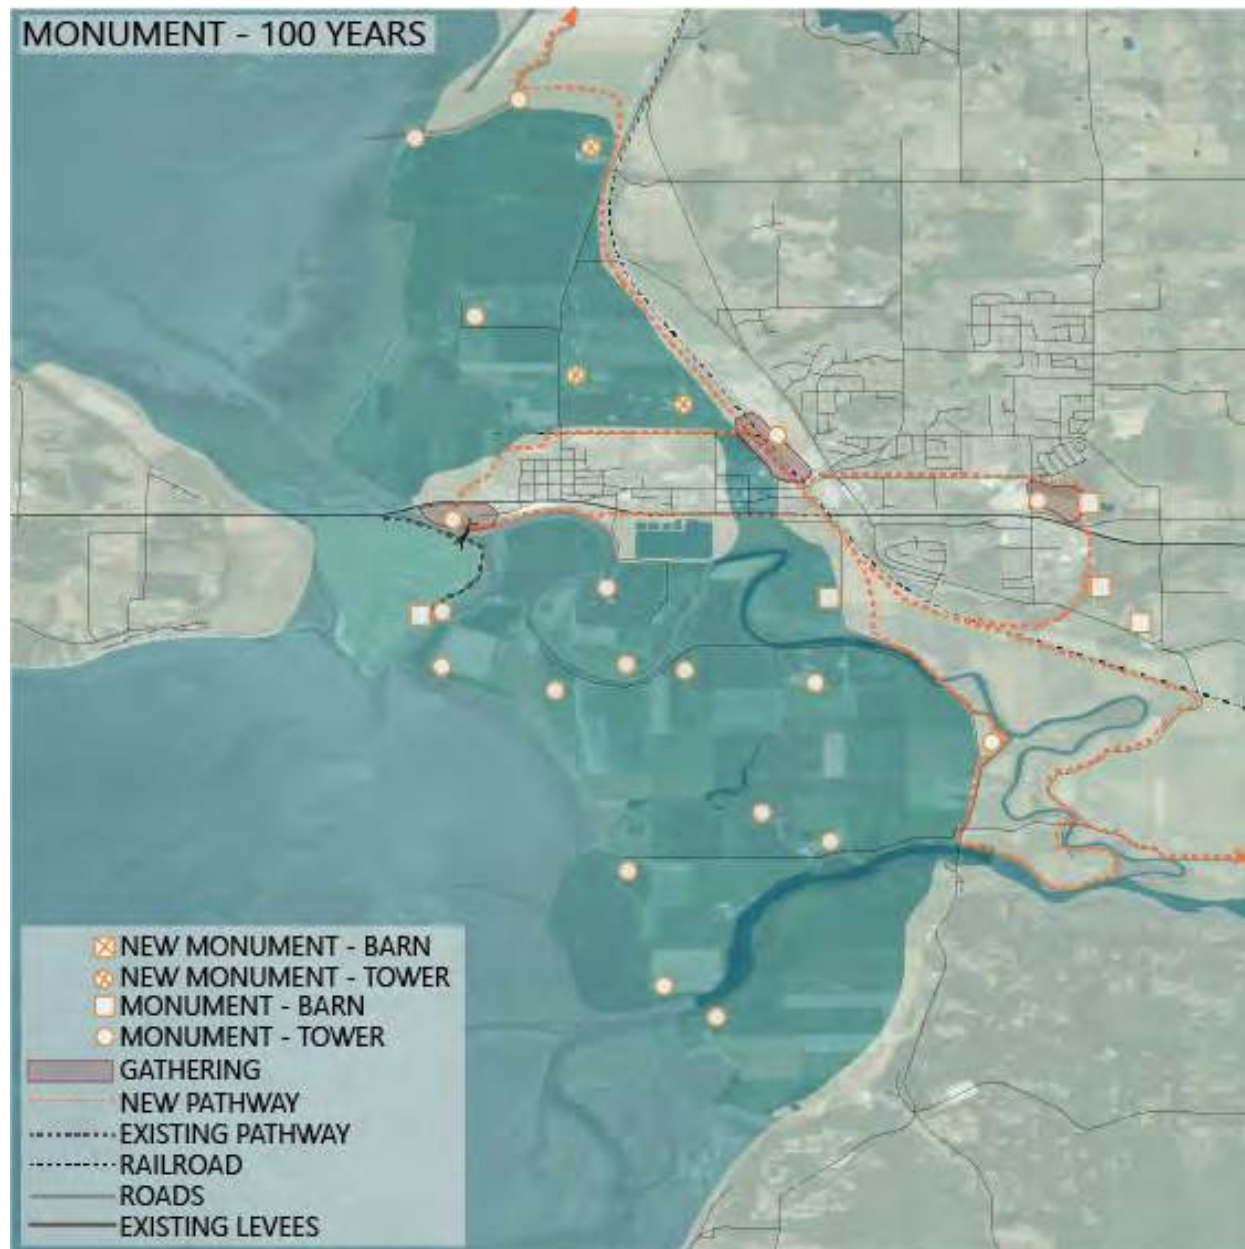 MONUMENT - 100 YEARS
NEW MONUMENT - BARN
NEW MONUMENT - TOWER
MONUMENT - BARN
MONUMENT - TOWER
GATHERING
NEW PATHWAY
EXISTING PATHWAY
RAILROAD
ROADS
EXISTING LEVEES